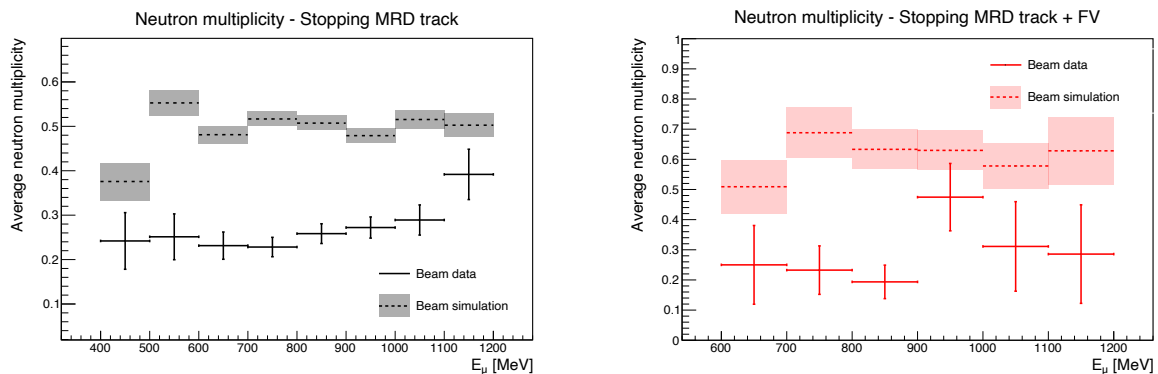 Neutron multiplicity - Stopping MRD track
Average neutron multiplicity
0.6
0.5
0.4
0.3
0.2
0.1
Beam data
Beam simulation
400 500 600 700 800 900 1000 1100 1200
E_μ [MeV]
Neutron multiplicity - Stopping MRD track + FV
Average neutron multiplicity
1
0.9
0.8
0.7
0.6
0.5
0.4
0.3
0.2
0.1
0
Beam data
Beam simulation
600 700 800 900 1000 1100 1200
E_μ [MeV]